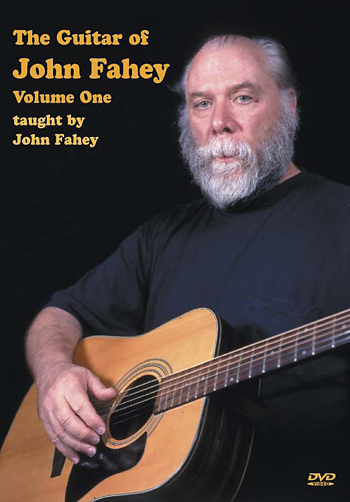 The Guitar of
John Fahey
Volume One
taught by
John Fahey
DVD
VIDEO